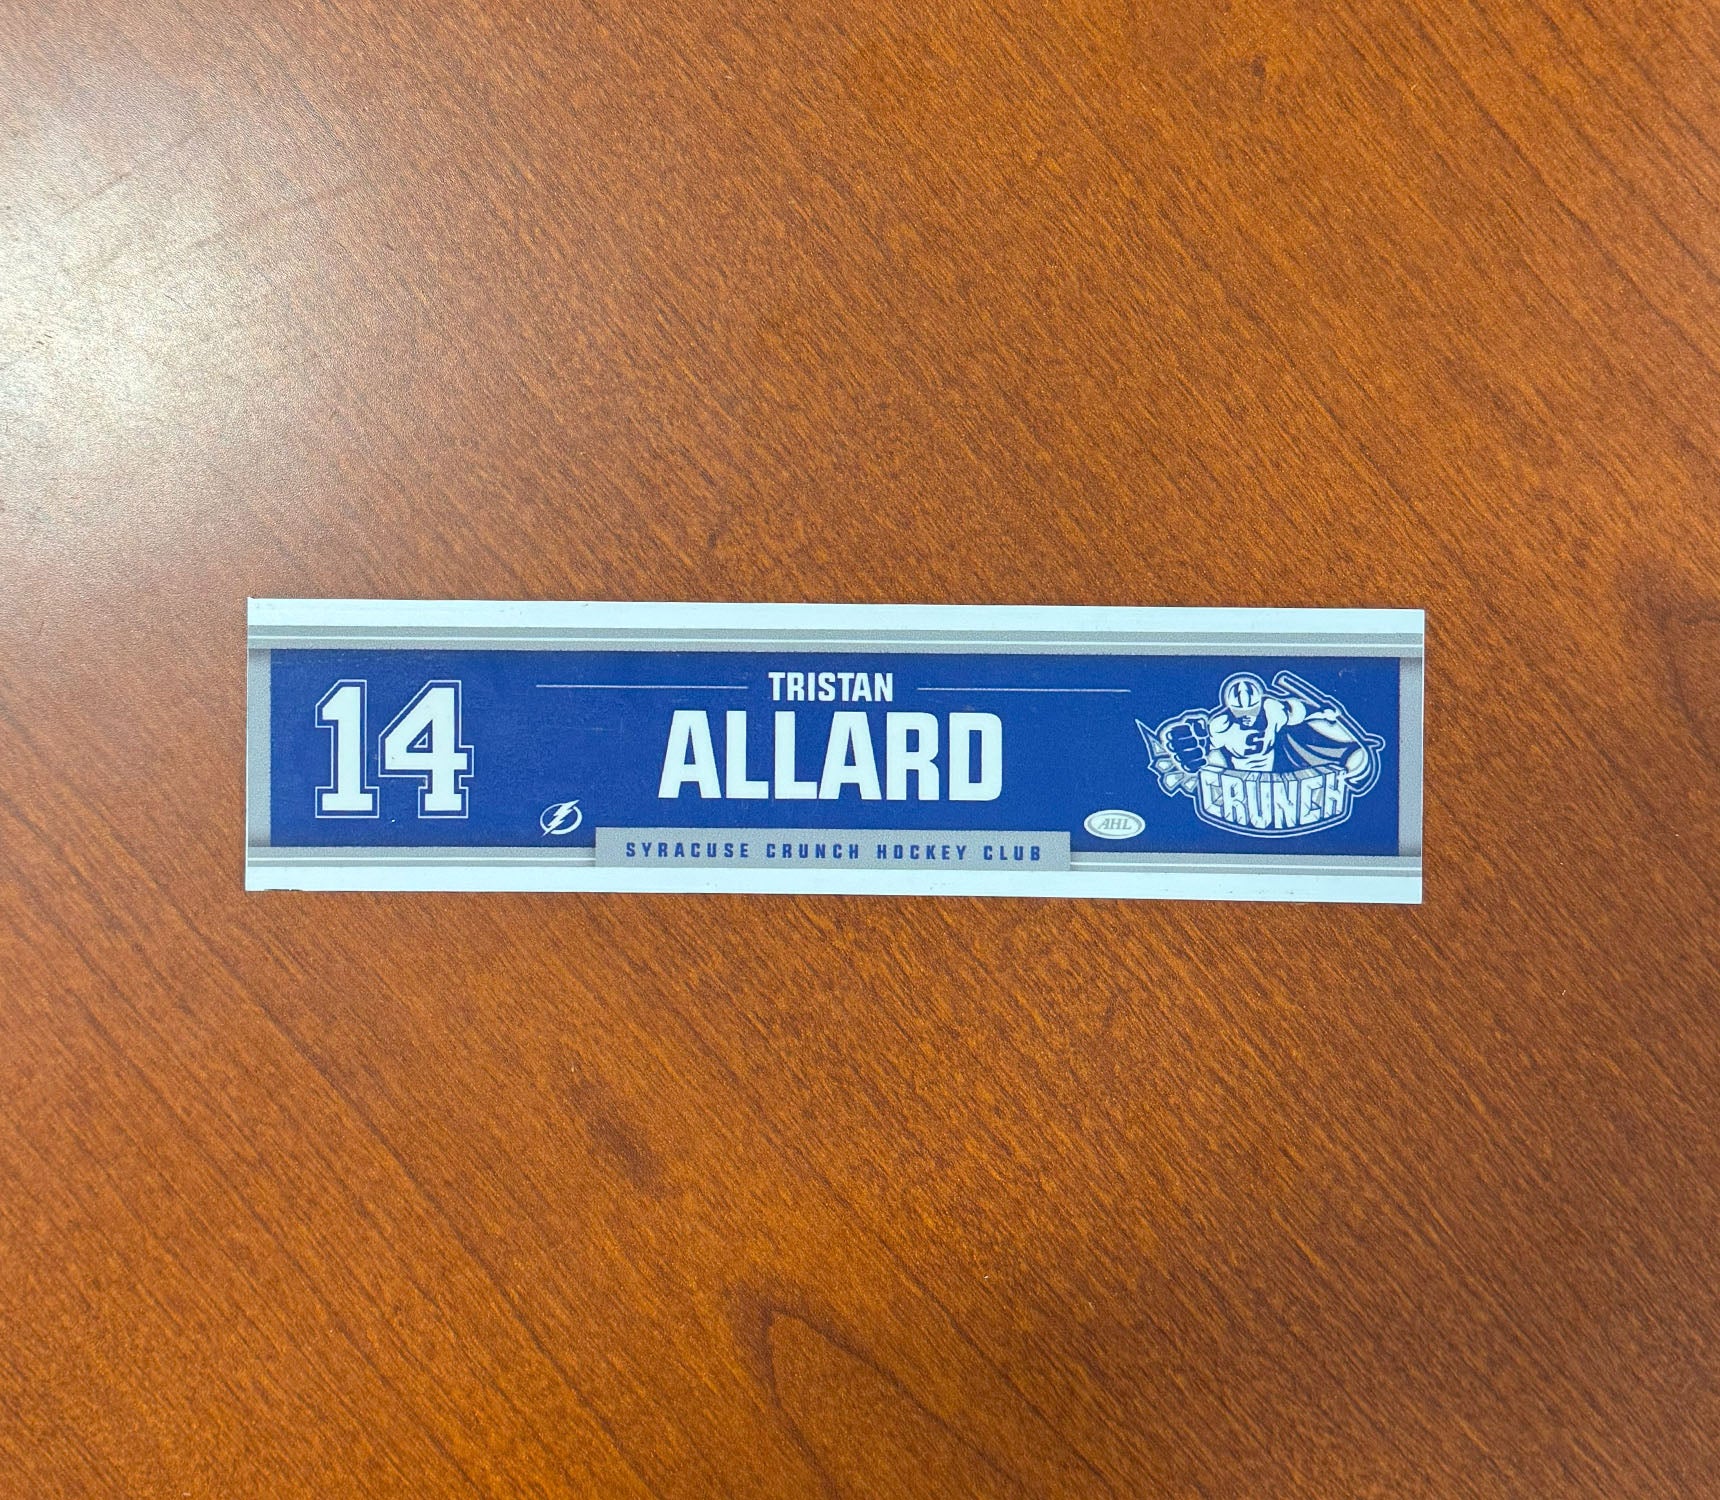 14
TRISTAN
ALLARD
S
CRUNCH
AHL
SYRACUSE CRUNCH HOCKEY CLUB